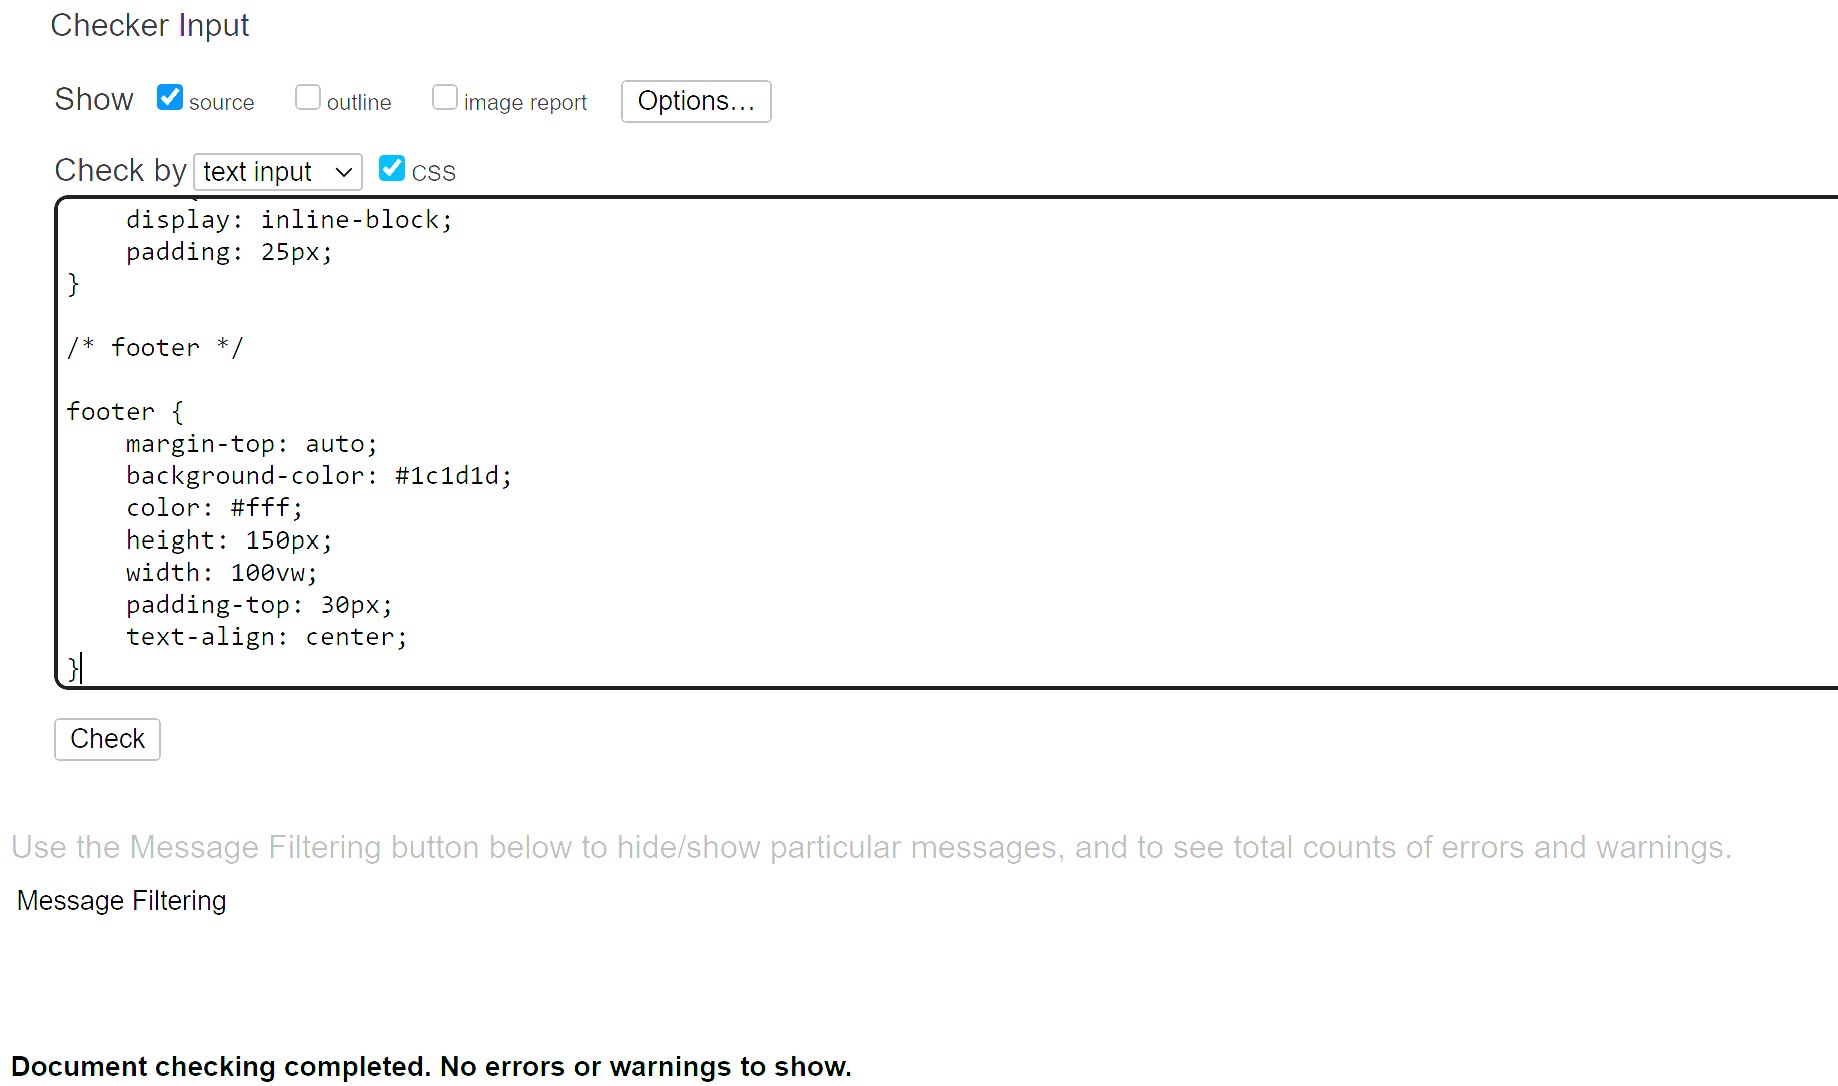 Checker Input
Show source outline image report Options...
Check by text input CSS
display: inline-block;
padding: 25px;
}
/* footer */
footer {
margin-top: auto;
background-color: #1c1d1d;
color: #fff;
height: 150px;
width: 100vw;
padding-top: 30px;
text-align: center;
}
Check
Use the Message Filtering button below to hide/show particular messages, and to see total counts of errors and warnings.
Message Filtering
Document checking completed. No errors or warnings to show.